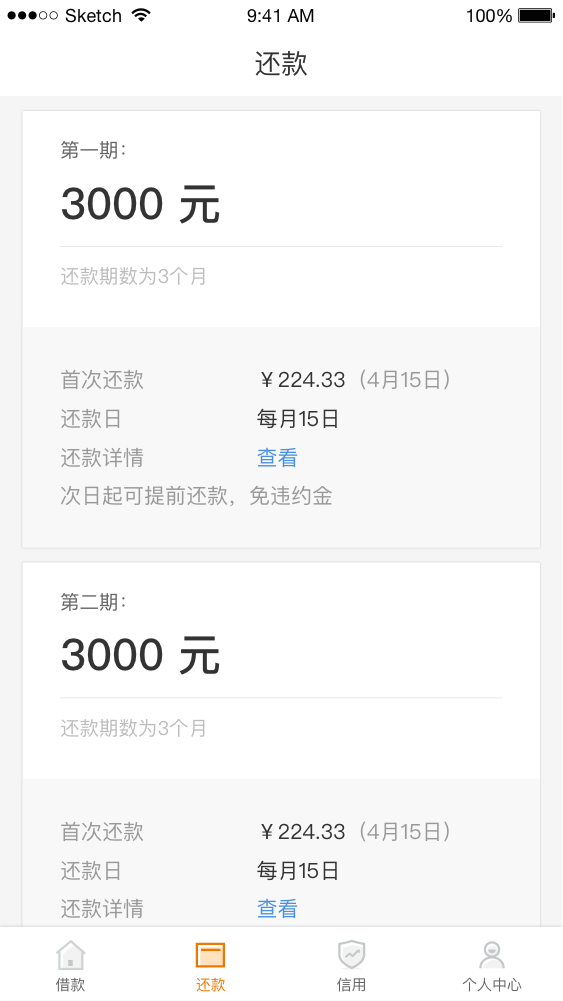 Sketch 9:41 AM 100%
还款
第一期：
3000 元
还款期数为3个月
首次还款 ￥224.33（4月15日）
还款日 每月15日
还款详情 查看
次日起可提前还款，免违约金
第二期：
3000 元
还款期数为3个月
首次还款 ￥224.33（4月15日）
还款日 每月15日
还款详情 查看
借款 还款 信用 个人中心